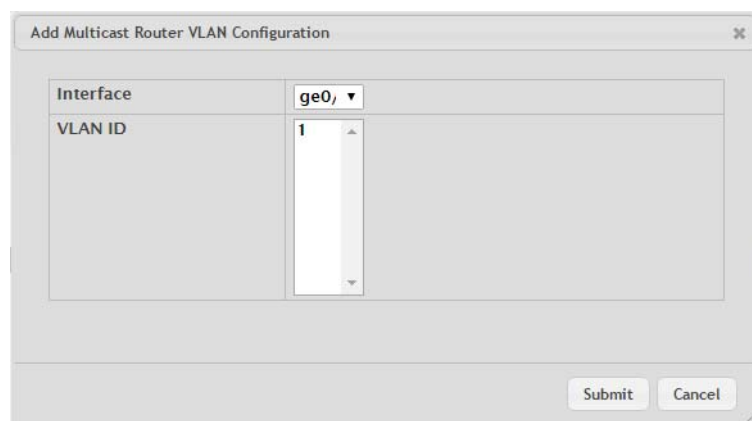 Add Multicast Router VLAN Configuration
Interface
ge0/
VLAN ID
1
Submit
Cancel